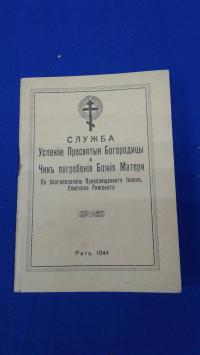 СЛУЖБА
Успенію Пресвятыя Богородицы
и
Чинъ погребенія Божія Матери
По благословенію Преосвященнаго Іоанна,
Епископа Рижскаго
Рига, 1944